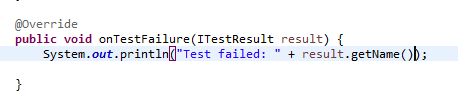 @Override
public void onTestFailure(ITestResult result) {
System.out.println("Test failed: " + result.getName());
}